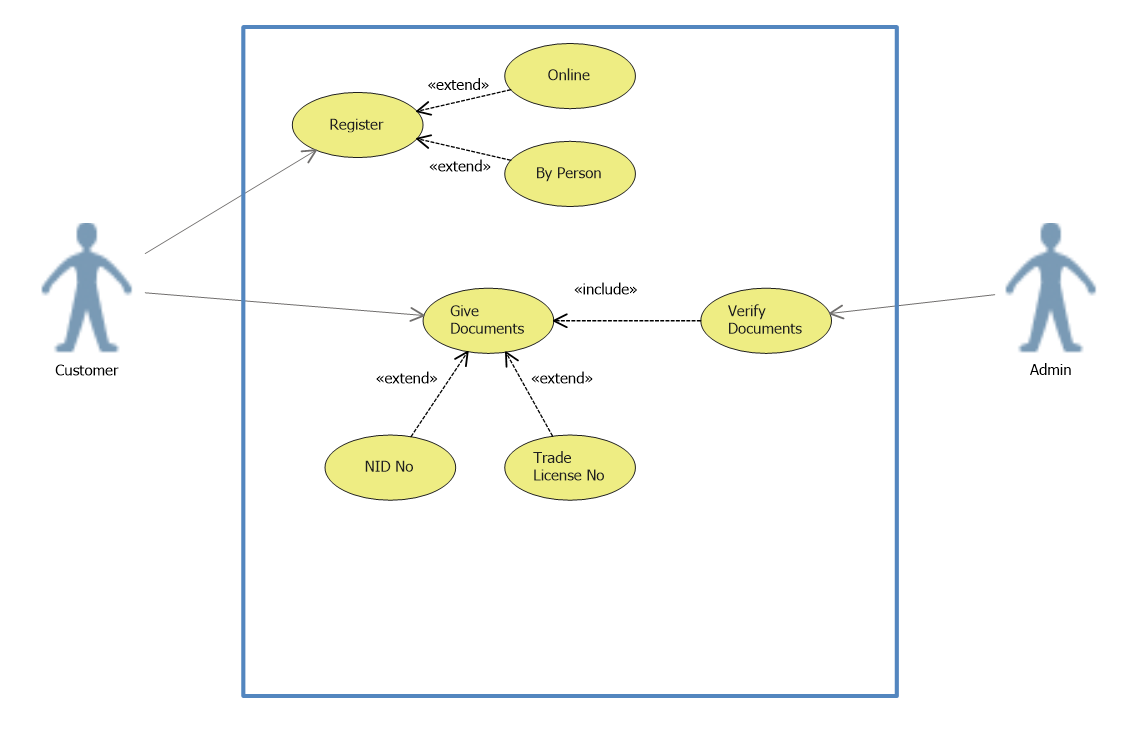 Online
«extend»
Register
«extend»
By Person
«include»
Give
Documents
Verify
Documents
Customer
Admin
«extend»
«extend»
NID No
Trade
License No